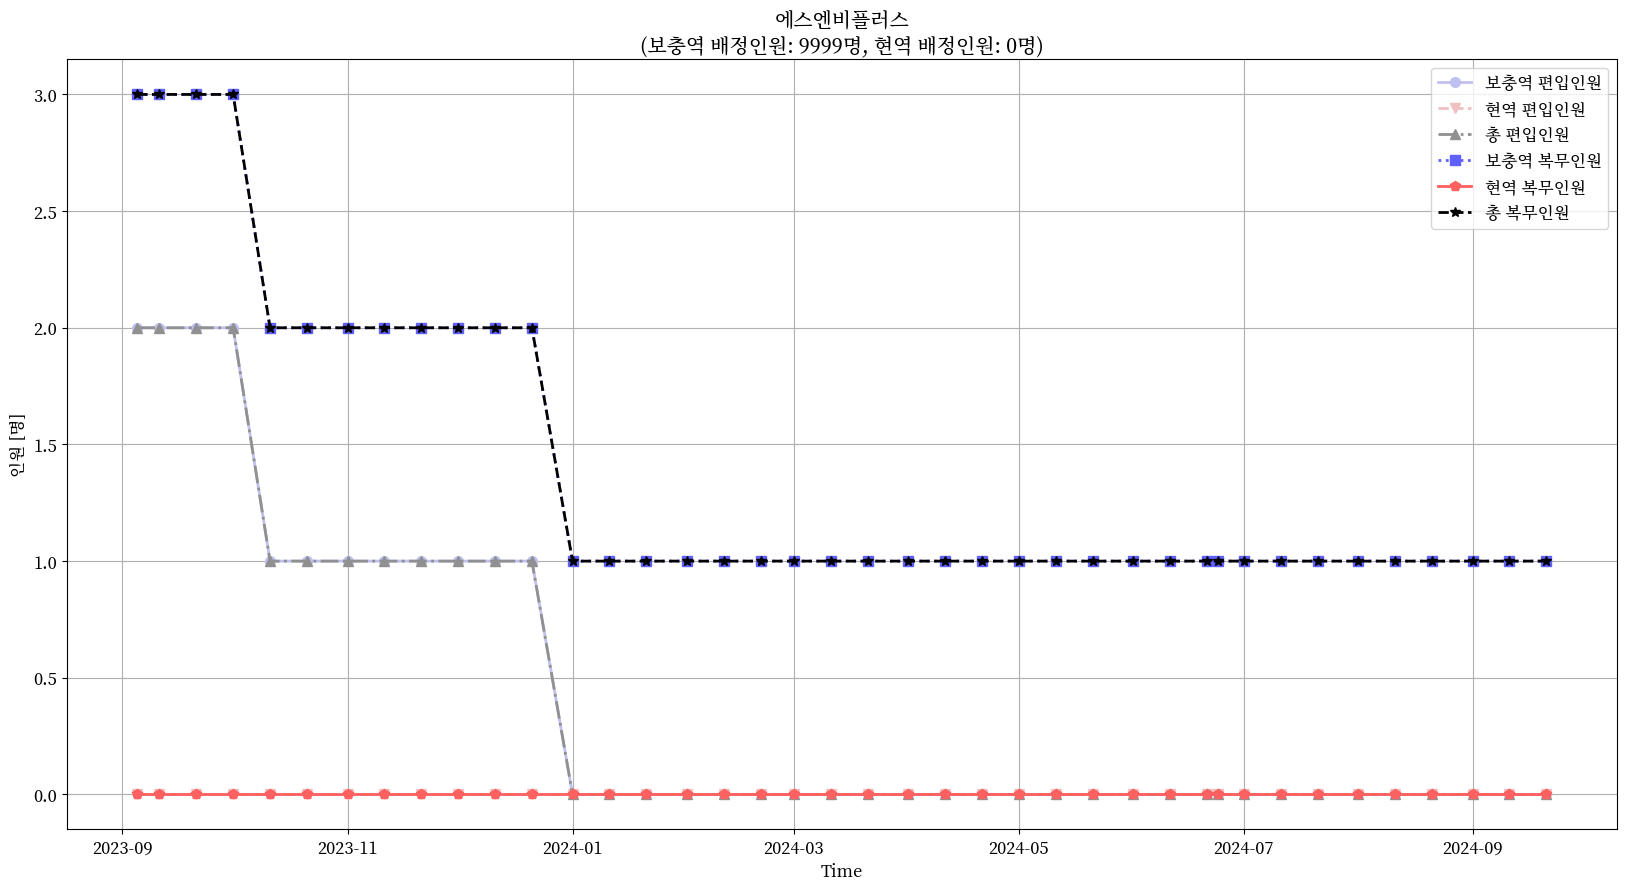 에스엔비플러스
(보충역 배정인원: 9999명, 현역 배정인원: 0명)
보충역 편입인원
현역 편입인원
총 편입인원
보충역 복무인원
현역 복무인원
총 복무인원
3.0
2.5
2.0
1.5
1.0
0.5
0.0
인원 [명]
2023-09
2023-11
2024-01
2024-03
2024-05
2024-07
2024-09
Time